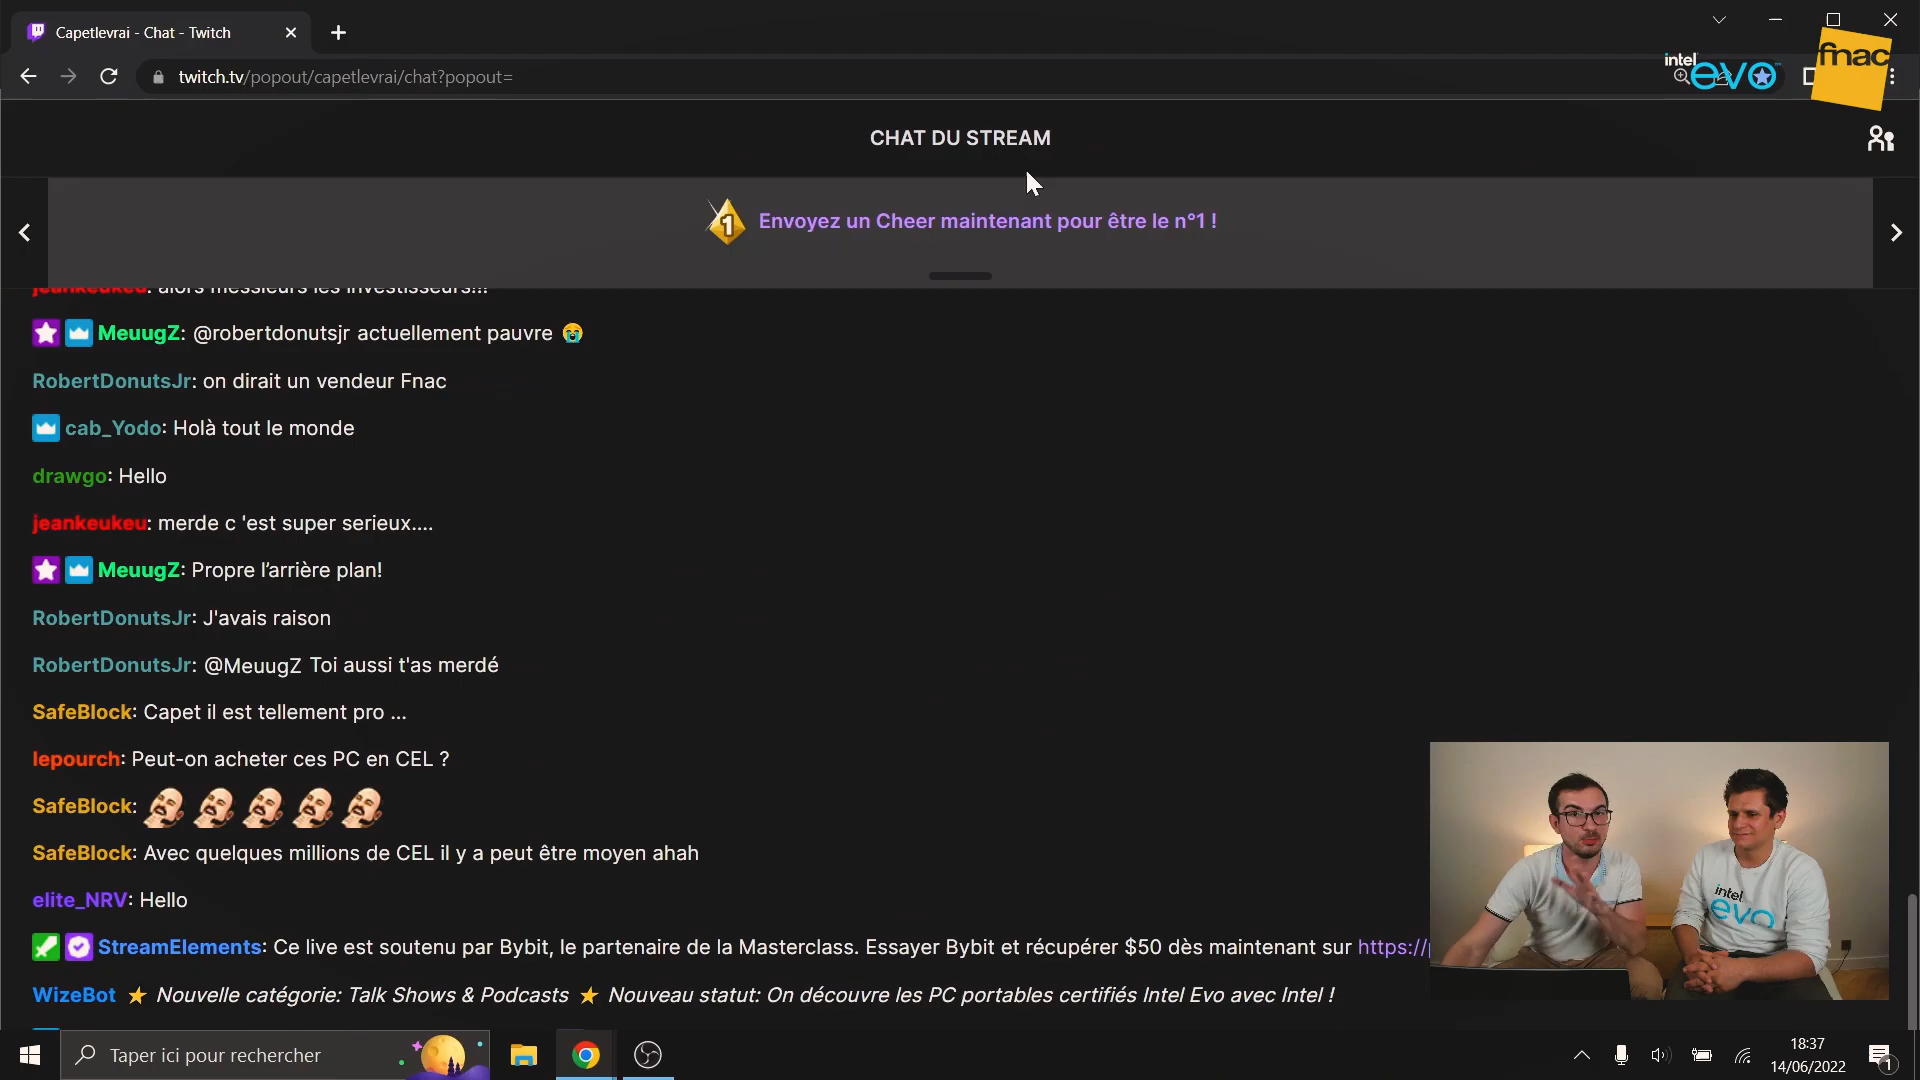 Capetlevrai - Chat - Twitch
twitch.tv/popout/capetlevrai/chat?popout=
intel evo
fnac
CHAT DU STREAM
1 Envoyez un Cheer maintenant pour être le n°1 !
jeankeukeu: alors messieurs les investisseurs!!!
MeuugZ: @robertdonutsjr actuellement pauvre 😭
RobertDonutsJr: on dirait un vendeur Fnac
cab_Yodo: Holà tout le monde
drawgo: Hello
jeankeukeu: merde c 'est super serieux....
MeuugZ: Propre l’arrière plan!
RobertDonutsJr: J'avais raison
RobertDonutsJr: @MeuugZ Toi aussi t'as merdé
SafeBlock: Capet il est tellement pro ...
lepourch: Peut-on acheter ces PC en CEL ?
SafeBlock:
SafeBlock: Avec quelques millions de CEL il y a peut être moyen ahah
elite_NRV: Hello
StreamElements: Ce live est soutenu par Bybit, le partenaire de la Masterclass. Essayer Bybit et récupérer $50 dès maintenant sur https://
WizeBot ⭐ Nouvelle catégorie: Talk Shows & Podcasts ⭐ Nouveau statut: On découvre les PC portables certifiés Intel Evo avec Intel !
intel
evo
Taper ici pour rechercher
18:37
14/06/2022
1